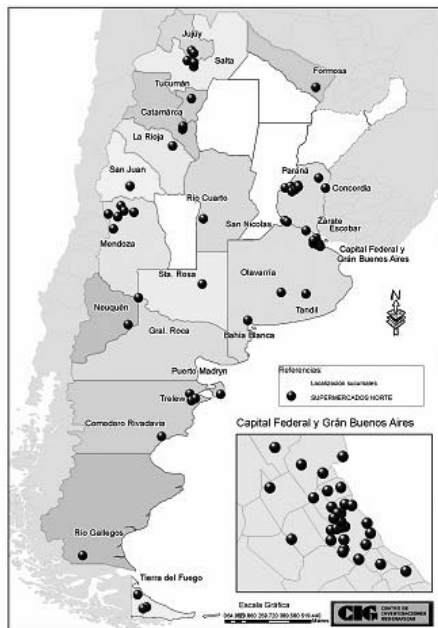 Jujuy
Salta
Formosa
Tucumán
Catamárca
La Rioja
San Juan
Paraná
Concordia
Río Cuarto
San Nicolas
Zárate
Escobar
Mendoza
Capital Federal y
Grán Buenos Aires
Sta. Rosa
Olavarría
Neuquén
Tandil
N
Gral. Roca
Bahía Blanca
Referencias:
Localización sucursales
SUPERMERCADOS NORTE
Puerto Madryn
Trelew
Comodoro Rivadavia
Capital Federal y Grán Buenos Aires
Río Gallegos
Tierra del Fuego
Escala Gráfica
CIG
CENTRO DE
INVESTIGACIONES
GEOGRAFICAS